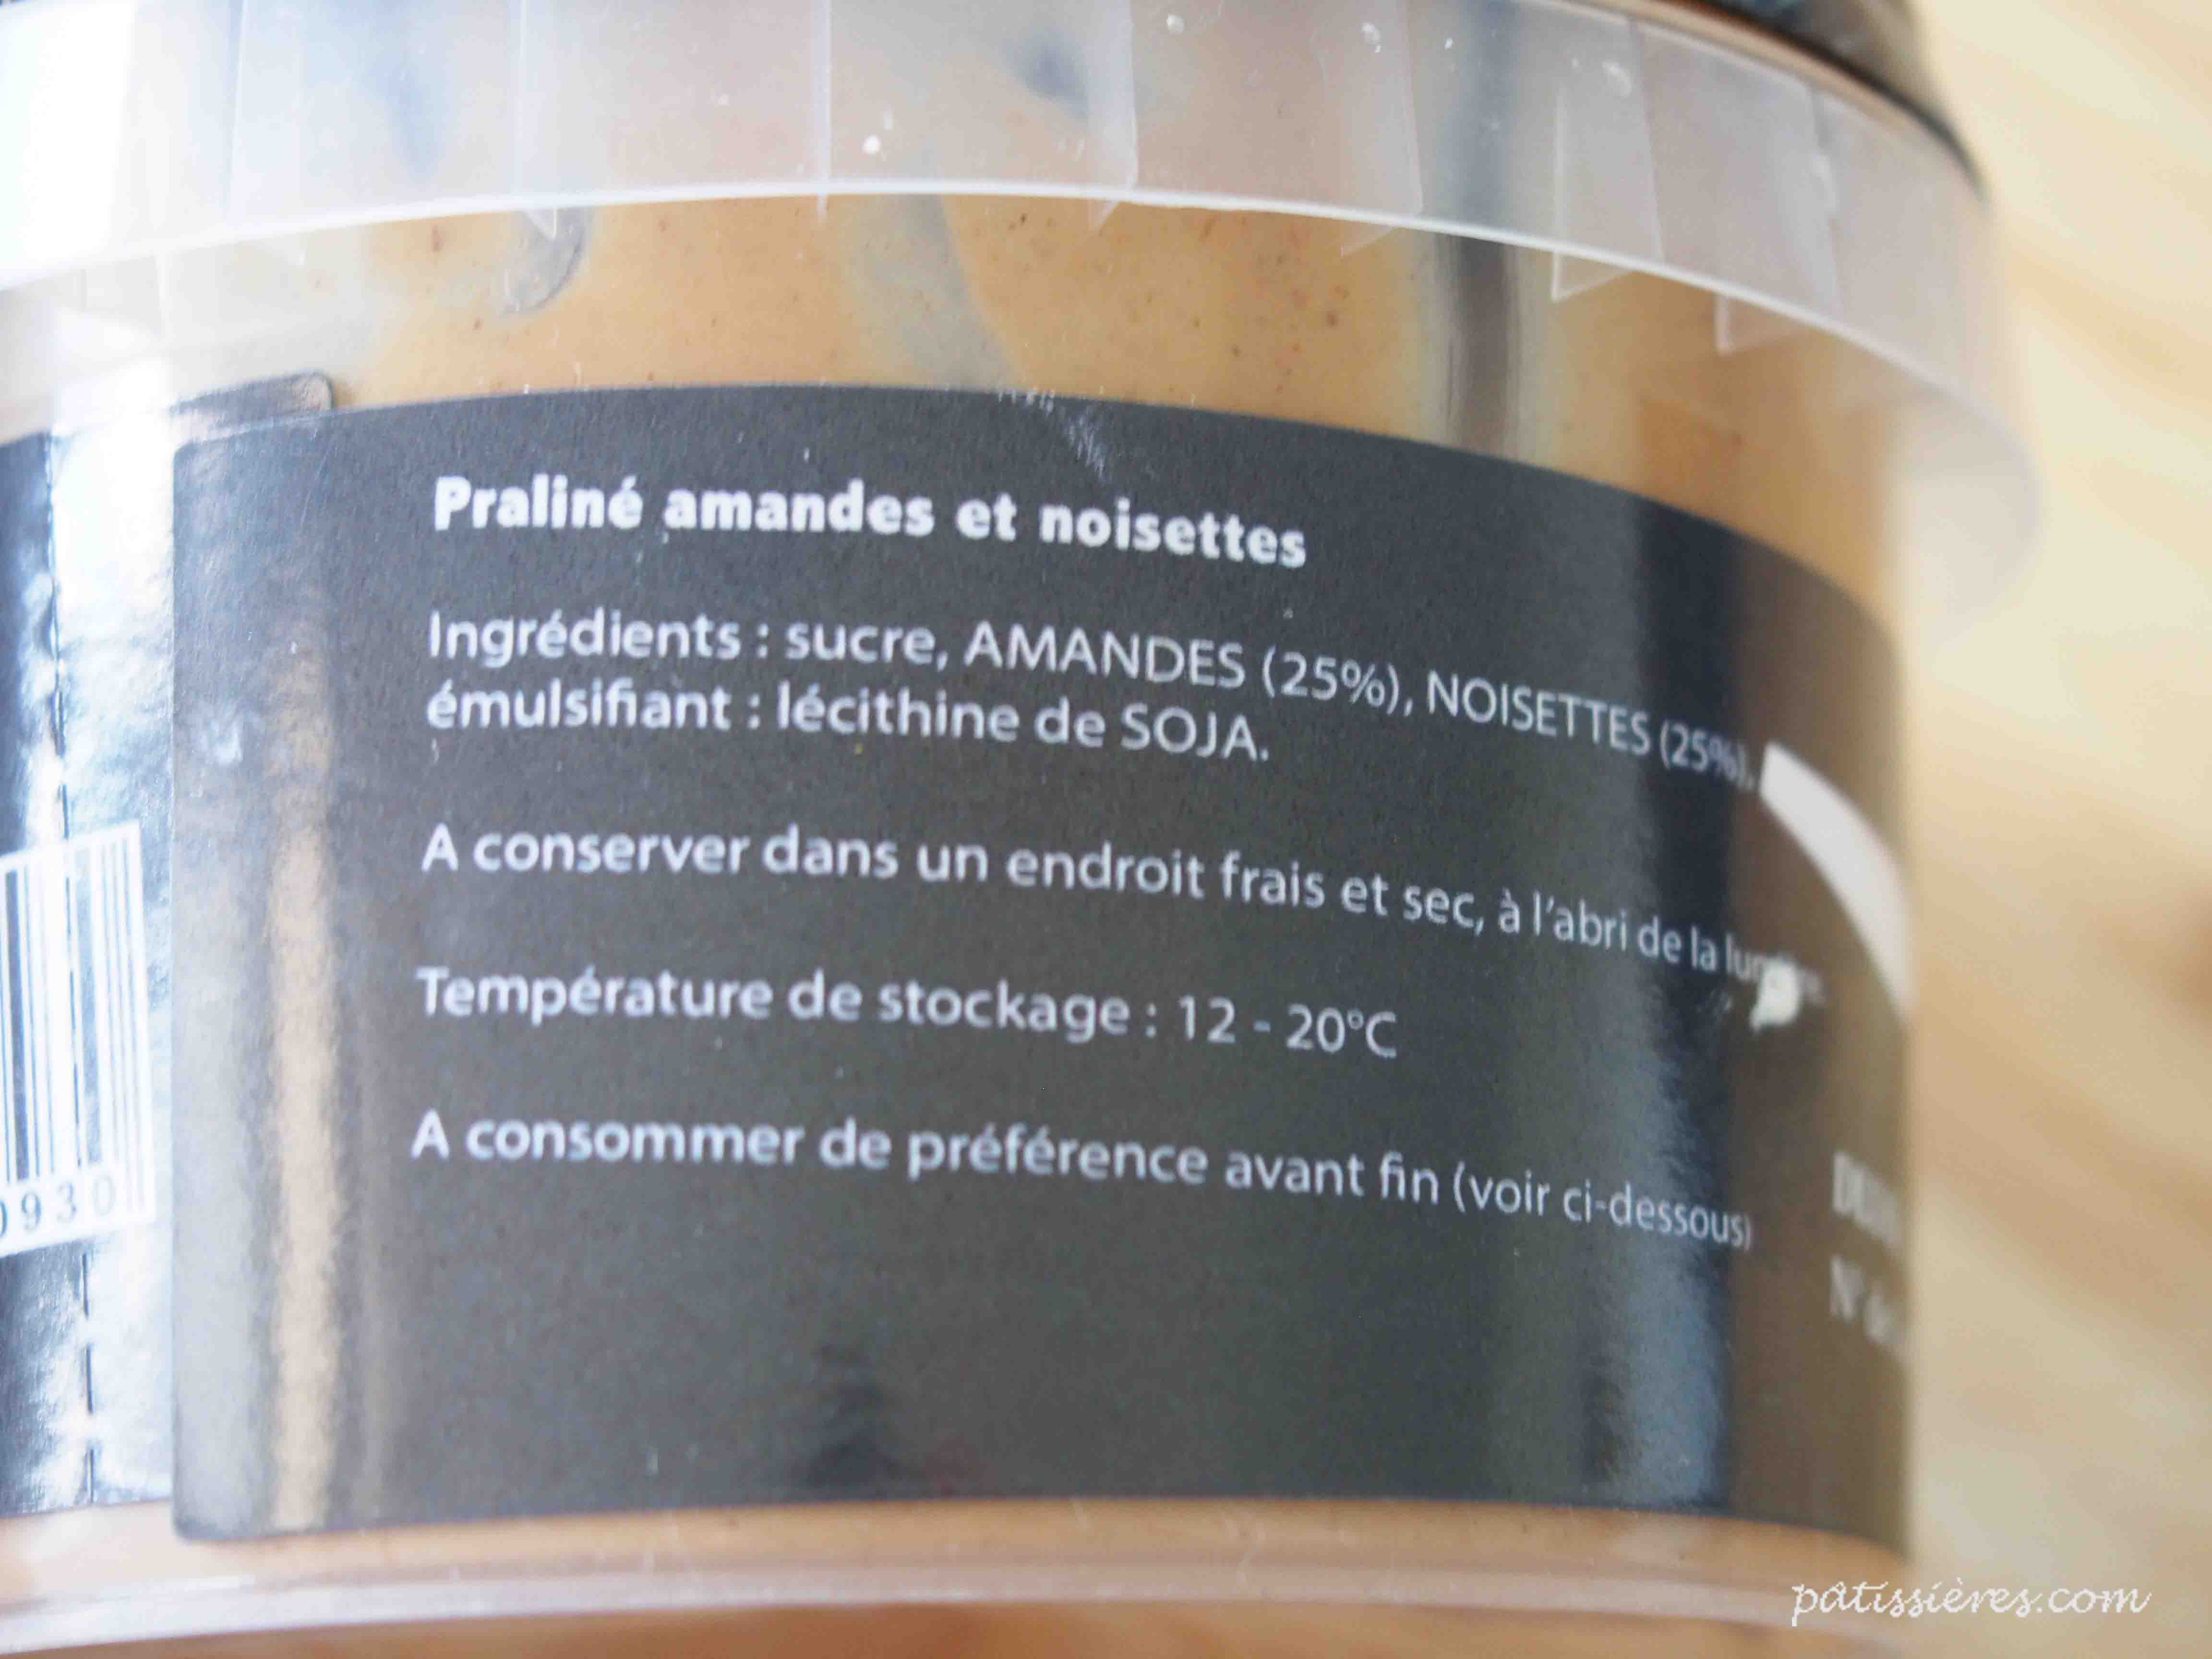 Praliné amandes et noisettes
Ingrédients : sucre, AMANDES (25%), NOISETTES (25%),
émulsifiant : lécithine de SOJA.
A conserver dans un endroit frais et sec, à l'abri de la
Température de stockage : 12 - 20°C
A consommer de préférence avant fin (voir ci-dessous)
0930
pâtissières.com